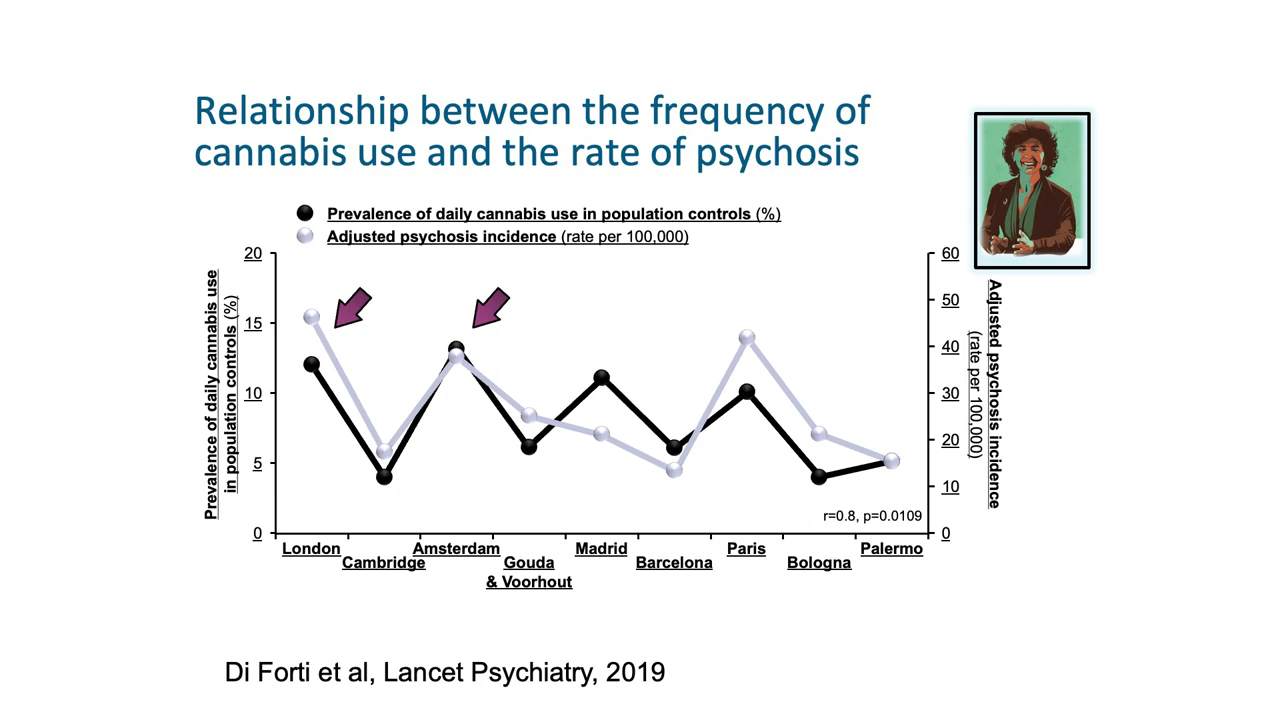 Relationship between the frequency of
cannabis use and the rate of psychosis
Prevalence of daily cannabis use in population controls (%)
Adjusted psychosis incidence (rate per 100,000)
Prevalence of daily cannabis use
in population controls (%)
20
15
10
5
0
60
50
40
30
20
10
0
Adjusted psychosis incidence
(rate per 100,000)
r=0.8, p=0.0109
London
Cambridge
Amsterdam
Gouda
& Voorhout
Madrid
Barcelona
Paris
Bologna
Palermo
Di Forti et al, Lancet Psychiatry, 2019